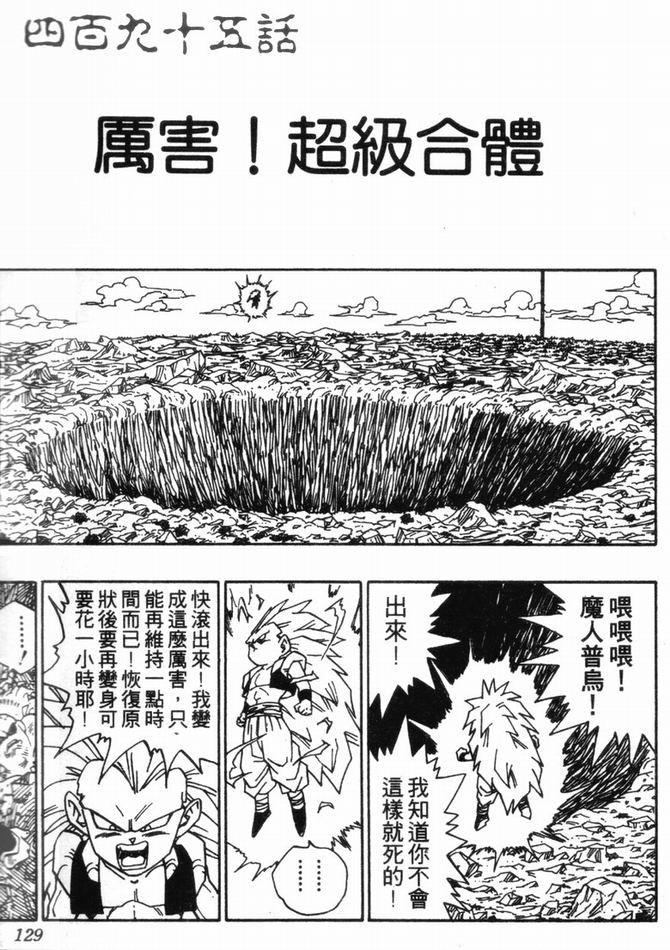 四百九十五話
厲害！超級合體
喂喂喂！
魔人普烏！
出來！
我知道你不會
這樣就死的！
……
快滾出來！我變
成這麼厲害，只
能再維持一點時
間而已！恢復原
狀後要再變身可
要花一小時耶！
……！
129